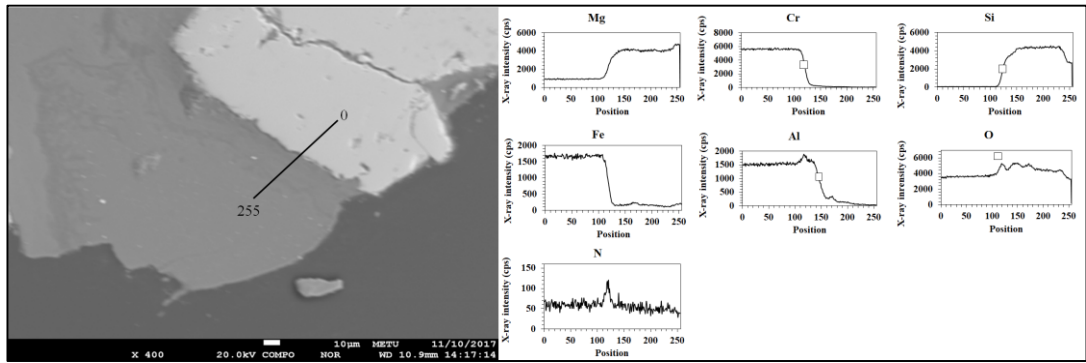 0
255
10µm METU 11/10/2017
X 400 20.0kV COMPO NOR WD 10.9mm 14:17:14
Mg
X-ray intensity (cps)
6000
4000
2000
0
0 50 100 150 200 250
Position
Cr
X-ray intensity (cps)
8000
6000
4000
2000
0
0 50 100 150 200 250
Position
Si
X-ray intensity (cps)
6000
4000
2000
0
0 50 100 150 200 250
Position
Fe
X-ray intensity (cps)
2000
1500
1000
500
0
0 50 100 150 200 250
Position
Al
X-ray intensity (cps)
2000
1500
1000
500
0
0 50 100 150 200 250
Position
O
X-ray inrensity (cps)
6000
4000
2000
0
0 50 100 150 200 250
Position
N
X-ray intensity (cps)
150
100
50
0
0 50 100 150 200 250
Position